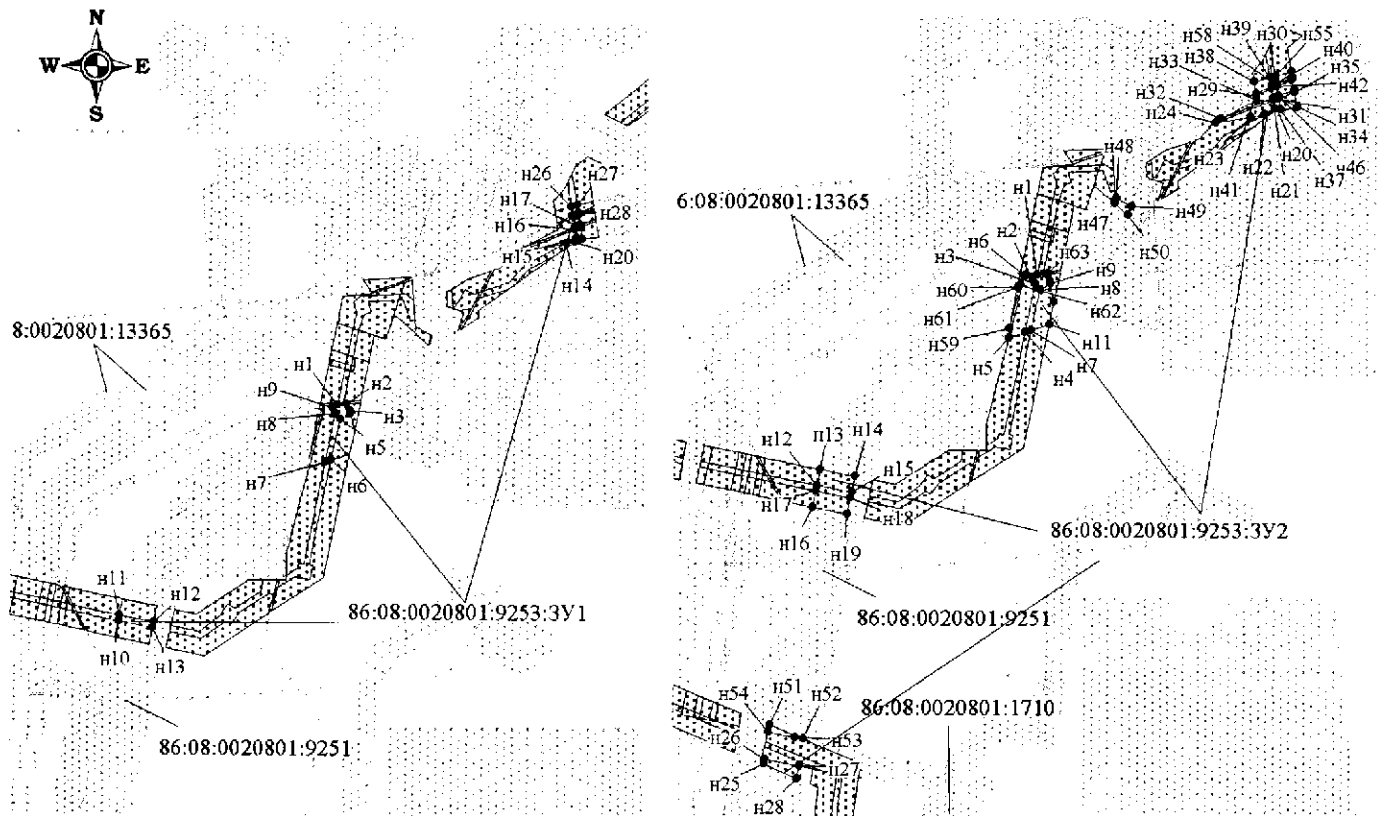 N
W E
S
н26 н27
н17
н28
н16
н15 н20
н14
8:0020801:13365
н1
н9 н2
н8 н3
н5
н7
н6
н11 н12
н10
н13
86:08:0020801:9253:ЗУ1
86:08:0020801:9251
н39 н30 н55
н58
н38 н40
н33 н35
н29 н42
н32
н24 н31
н34
н48
н23 н20 н46
н22 н37
н41 н21
н1
6:08:0020801:13365
н47 н49
н2
н6 н63 н50
н3 н9
н60 н8
н61 н62
н59 н11
н5 н7
н4
н12 н13 н14
н15
н17
н18
н16
н19
86:08:0020801:9253:ЗУ2
86:08:0020801:9251
н54 н51 н52
86:08:0020801:1710
н26 н53
н25 н27
н28